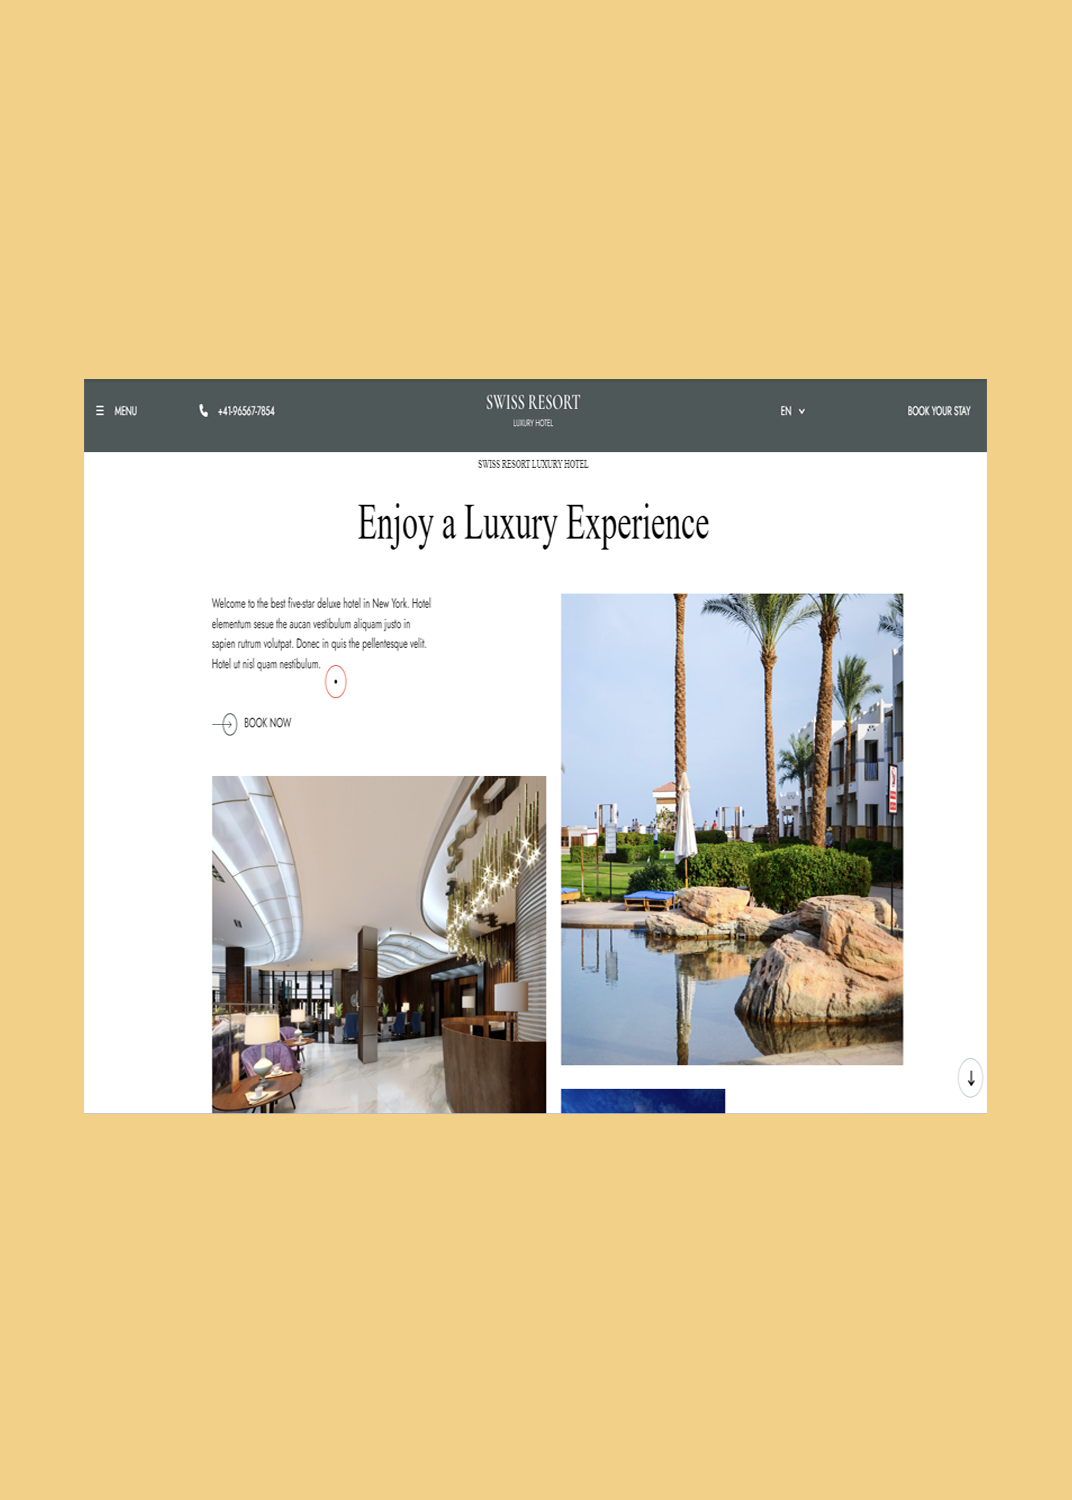 MENU
+41-96567-7854
SWISS RESORT
LUXURY HOTEL
EN
BOOK YOUR STAY
SWISS RESORT LUXURY HOTEL
Enjoy a Luxury Experience
Welcome to the best five-star deluxe hotel in New York. Hotel
elementum sesue the aucan vestibulum aliquam justo in
sapien rutrum volutpat. Donec in quis the pellentesque velit.
Hotel ut nisl quam nestibulum.
BOOK NOW